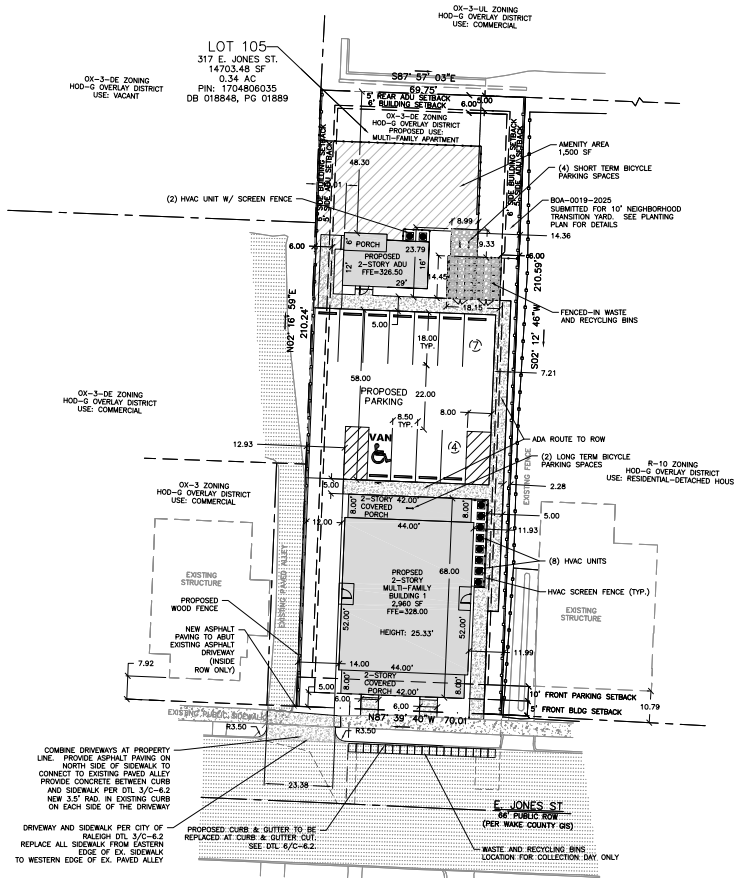 OX-3-UL ZONING
HOD-G OVERLAY DISTRICT
USE: COMMERCIAL
LOT 105
317 E. JONES ST.
14703.48 SF
0.34 AC
PIN: 1704806035
DB 018848, PG 01889
OX-3-DE ZONING
HOD-G OVERLAY DISTRICT
USE: VACANT
S87° 57' 03"E
69.75'
5' REAR ADU SETBACK
6' BUILDING SETBACK
5.00
6.00
OX-3-DE ZONING
HOD-G OVERLAY DISTRICT
PROPOSED USE:
MULTI-FAMILY APARTMENT
48.30
AMENITY AREA
1,500 SF
(4) SHORT TERM BICYCLE
PARKING SPACES
6' SIDE BUILDING SETBACK
5' SIDE ADU SETBACK
6' SIDE BUILDING SETBACK
(2) HVAC UNIT W/ SCREEN FENCE
BOA-0019-2025
SUBMITTED FOR 10' NEIGHBORHOOD
TRANSITION YARD. SEE PLANTING
PLAN FOR DETAILS
14.36
8.99
9.33
6.00
6'
PORCH
23.79
PROPOSED
2-STORY ADU
FFE=326.50
12'
16'
29'
14.45
6.00
210.59'
18.15
FENCED-IN WASTE
AND RECYCLING BINS
N02° 16' 59"E
210.24'
S02° 12' 46"W
5.00
18.00
TYP.
(7)
7.21
58.00
PROPOSED
PARKING
22.00
OX-3-DE ZONING
HOD-G OVERLAY DISTRICT
USE: COMMERCIAL
8.50
TYP.
8.00
VAN
(4)
12.93
ADA ROUTE TO ROW
(2) LONG TERM BICYCLE
PARKING SPACES
R-10 ZONING
HOD-G OVERLAY DISTRICT
USE: RESIDENTIAL-DETACHED HOUS
OX-3 ZONING
HOD-G OVERLAY DISTRICT
USE: COMMERCIAL
5.00
2.28
EXISTING FENCE
8.00'
2-STORY 42.00'
COVERED
PORCH
8.00'
5.00
12.00
44.00'
11.93
68.00
(8) HVAC UNITS
EXISTING
STRUCTURE
EXISTING PAVED ALLEY
PROPSED
2-STORY
MULTI-FAMILY
BUILDING 1
2,960 SF
FFE=328.00
HEIGHT: 25.33'
HVAC SCREEN FENCE (TYP.)
EXISTING
STRUCTURE
PROPOSED
WOOD FENCE
52.00'
52.00'
NEW ASPHALT
PAVING TO ABUT
EXISTING ASPHALT
DRIVEWAY
(INSIDE
ROW ONLY)
11.99
7.92
14.00
44.00'
8.00'
2-STORY
COVERED
PORCH 42.00'
8.00'
5.00
6.00
6.00
10' FRONT PARKING SETBACK
5' FRONT BLDG SETBACK
10.79
N87° 39' 40"W 70.01'
EXISTING PUBLIC SIDEWALK
R3.50
R3.50
COMBINE DRIVEWAYS AT PROPERTY
LINE. PROVIDE ASPHALT PAVING ON
NORTH SIDE OF SIDEWALK TO
CONNECT TO EXISTING PAVED ALLEY
PROVIDE CONCRETE BETWEEN CURB
AND SIDEWALK PER DTL 3/C-6.2
NEW 3.5' RAD. IN EXISTING CURB
ON EACH SIDE OF THE DRIVEWAY
23.38
E. JONES ST
66' PUBLIC ROW
(PER WAKE COUNTY GIS)
DRIVEWAY AND SIDEWALK PER CITY OF
RALEIGH DTL 3/C-6.2
REPLACE ALL SIDEWALK FROM EASTERN
EDGE OF EX. SIDEWALK
TO WESTERN EDGE OF EX. PAVED ALLEY
PROPOSED CURB & GUTTER TO BE
REPLACED AT CURB & GUTTER CUT.
SEE DTL 6/C-6.2.
WASTE AND RECYCLING BINS
LOCATION FOR COLLECTION DAY ONLY